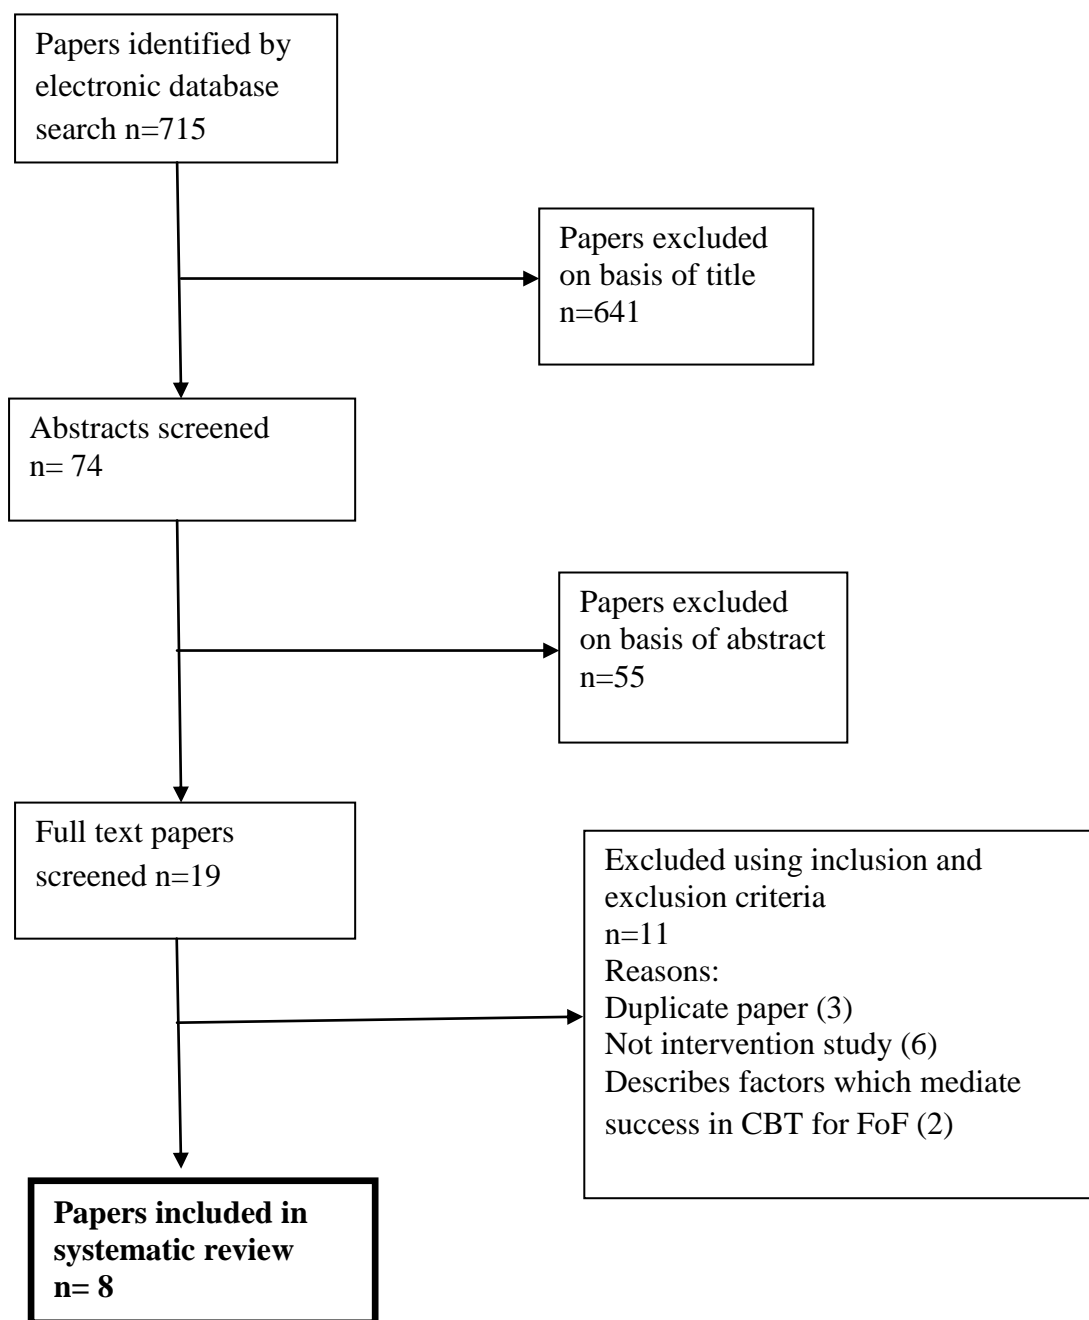 Papers identified by
electronic database
search n=715
Papers excluded
on basis of title
n=641
Abstracts screened
n= 74
Papers excluded
on basis of abstract
n=55
Full text papers
screened n=19
Excluded using inclusion and
exclusion criteria
n=11
Reasons:
Duplicate paper (3)
Not intervention study (6)
Describes factors which mediate
success in CBT for FoF (2)
Papers included in
systematic review
n= 8